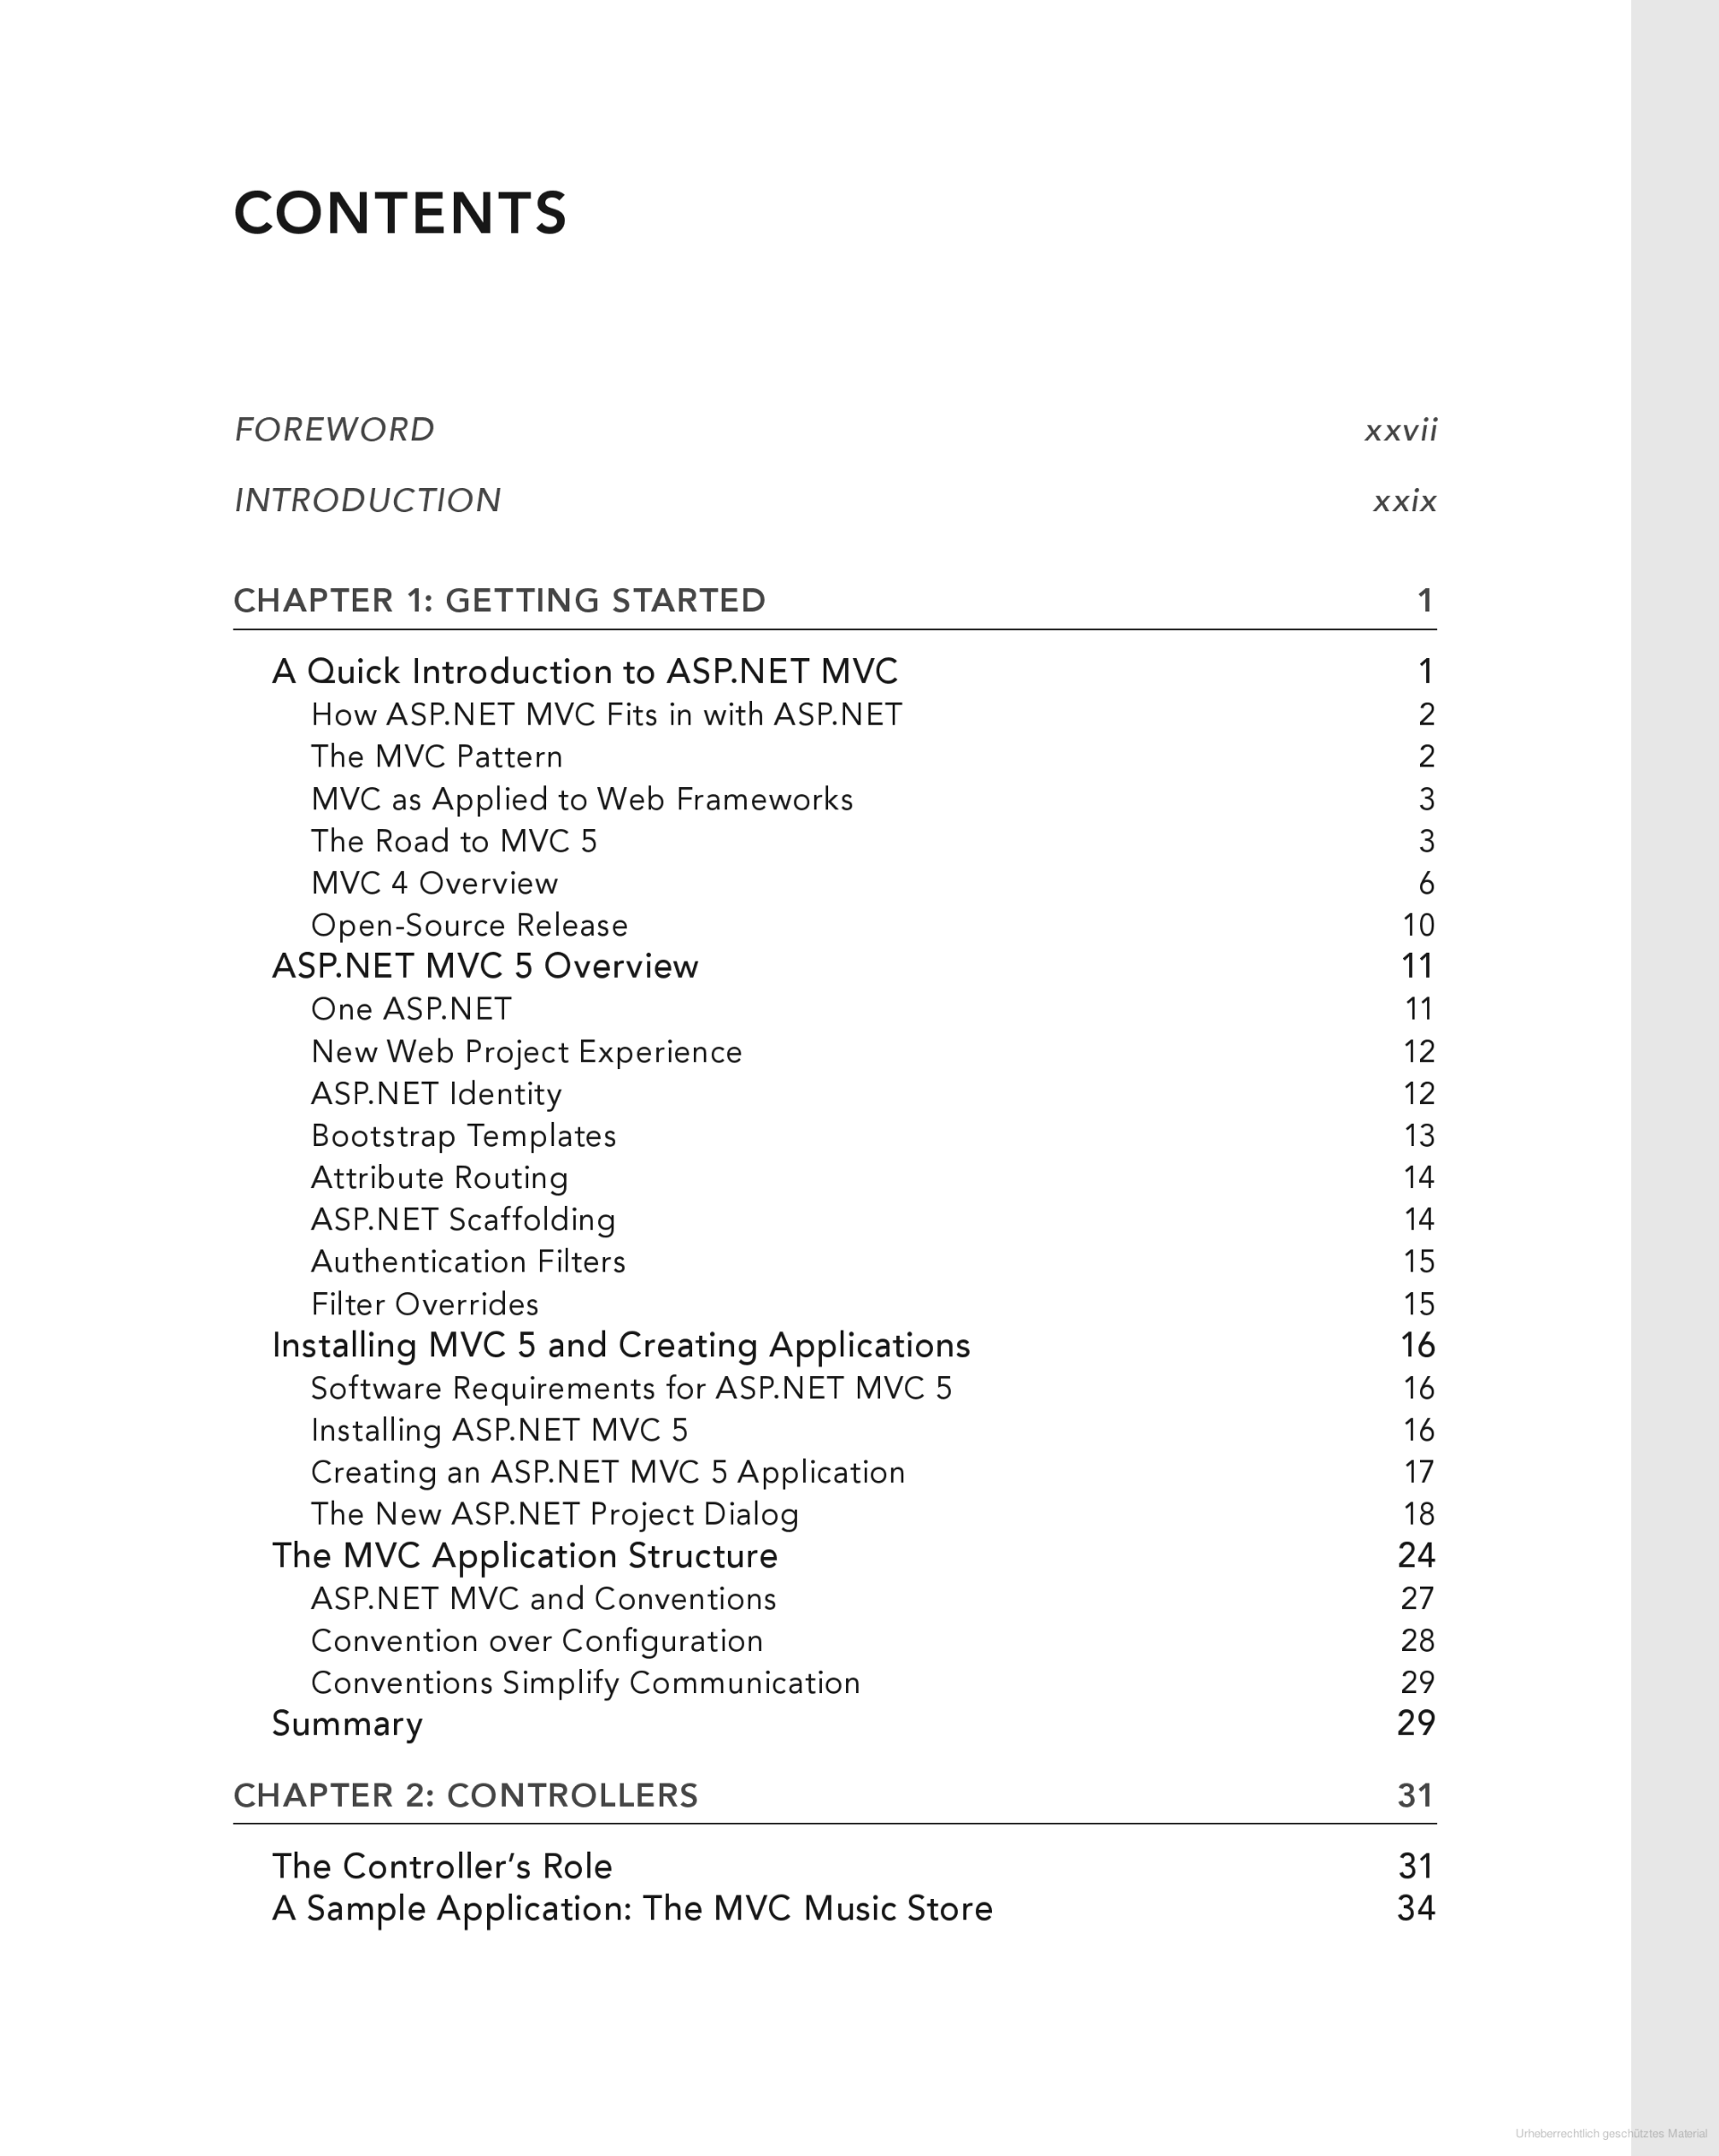 CONTENTS
FOREWORD xxvii
INTRODUCTION xxix
CHAPTER 1: GETTING STARTED 1
A Quick Introduction to ASP.NET MVC 1
How ASP.NET MVC Fits in with ASP.NET 2
The MVC Pattern 2
MVC as Applied to Web Frameworks 3
The Road to MVC 5 3
MVC 4 Overview 6
Open-Source Release 10
ASP.NET MVC 5 Overview 11
One ASP.NET 11
New Web Project Experience 12
ASP.NET Identity 12
Bootstrap Templates 13
Attribute Routing 14
ASP.NET Scaffolding 14
Authentication Filters 15
Filter Overrides 15
Installing MVC 5 and Creating Applications 16
Software Requirements for ASP.NET MVC 5 16
Installing ASP.NET MVC 5 16
Creating an ASP.NET MVC 5 Application 17
The New ASP.NET Project Dialog 18
The MVC Application Structure 24
ASP.NET MVC and Conventions 27
Convention over Configuration 28
Conventions Simplify Communication 29
Summary 29
CHAPTER 2: CONTROLLERS 31
The Controller’s Role 31
A Sample Application: The MVC Music Store 34
Urheberrechtlich geschütztes Material